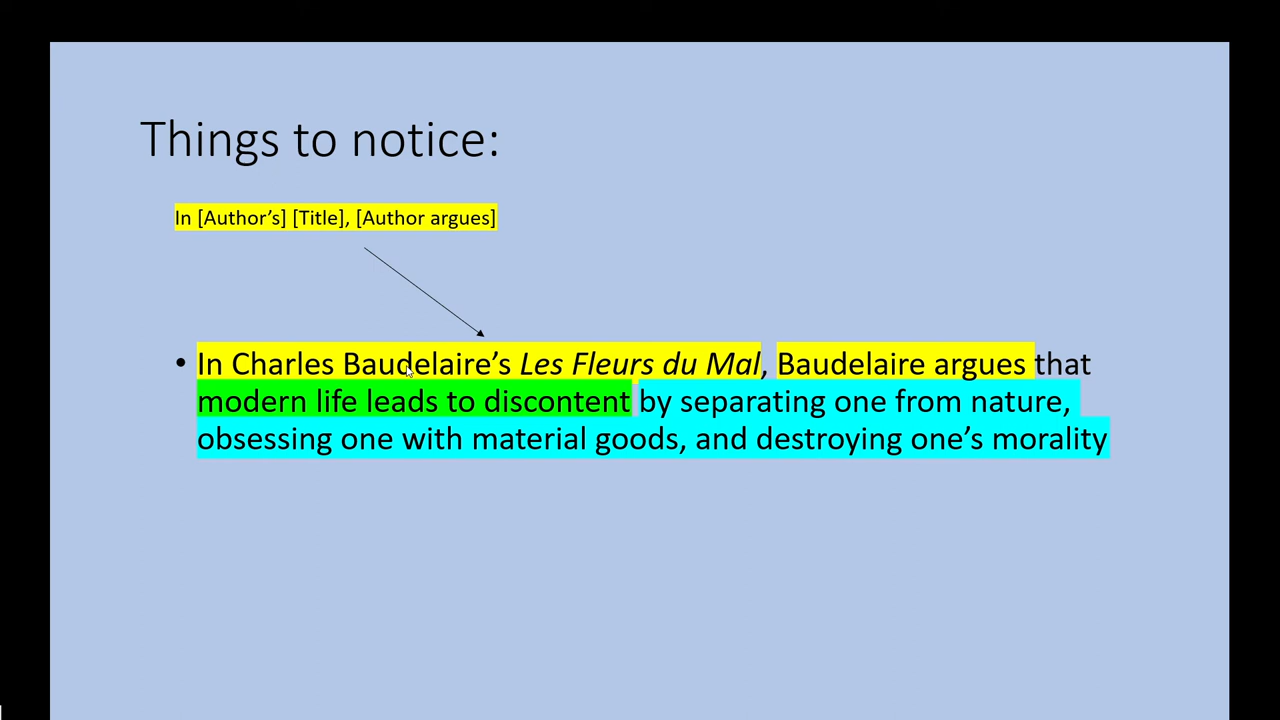 Things to notice:
In [Author’s] [Title], [Author argues]
• In Charles Baudelaire’s Les Fleurs du Mal, Baudelaire argues that
modern life leads to discontent by separating one from nature,
obsessing one with material goods, and destroying one’s morality